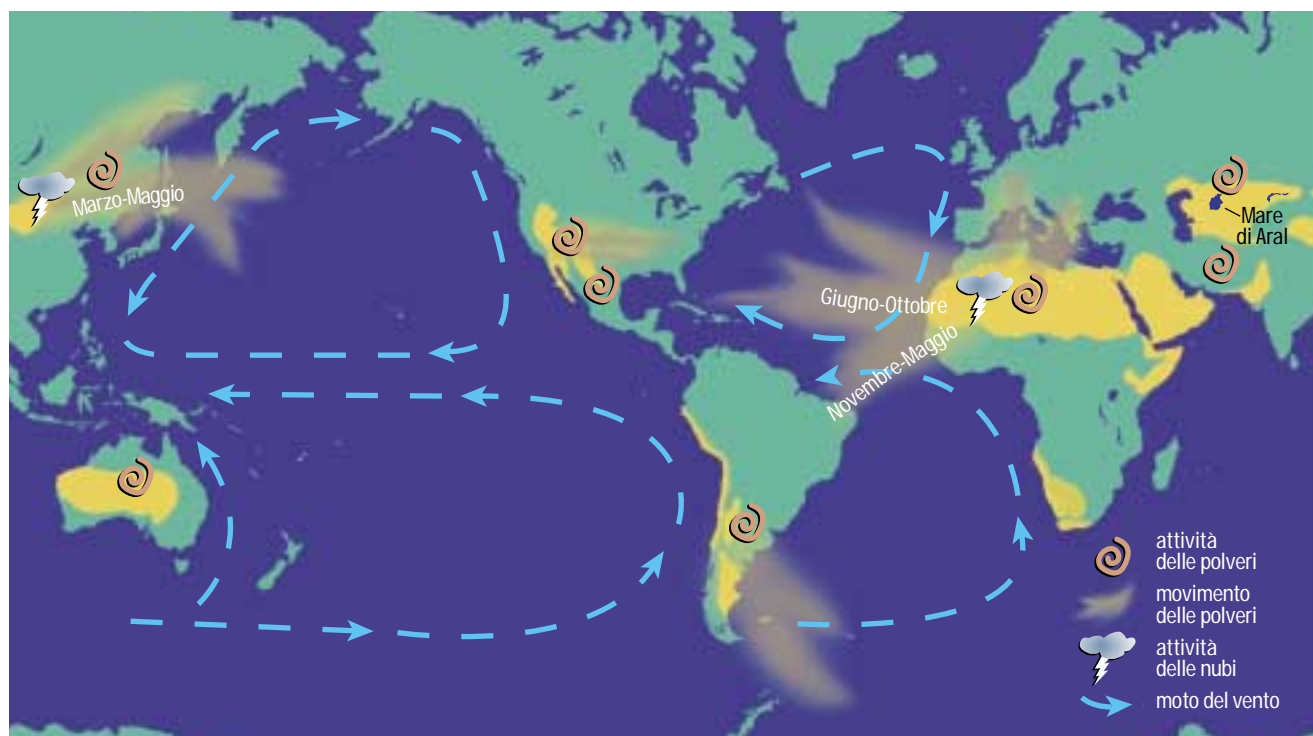 Marzo-Maggio
Mare
di Aral
Giugno-Ottobre
Novembre-Maggio
attività
delle polveri
movimento
delle polveri
attività
delle nubi
moto del vento